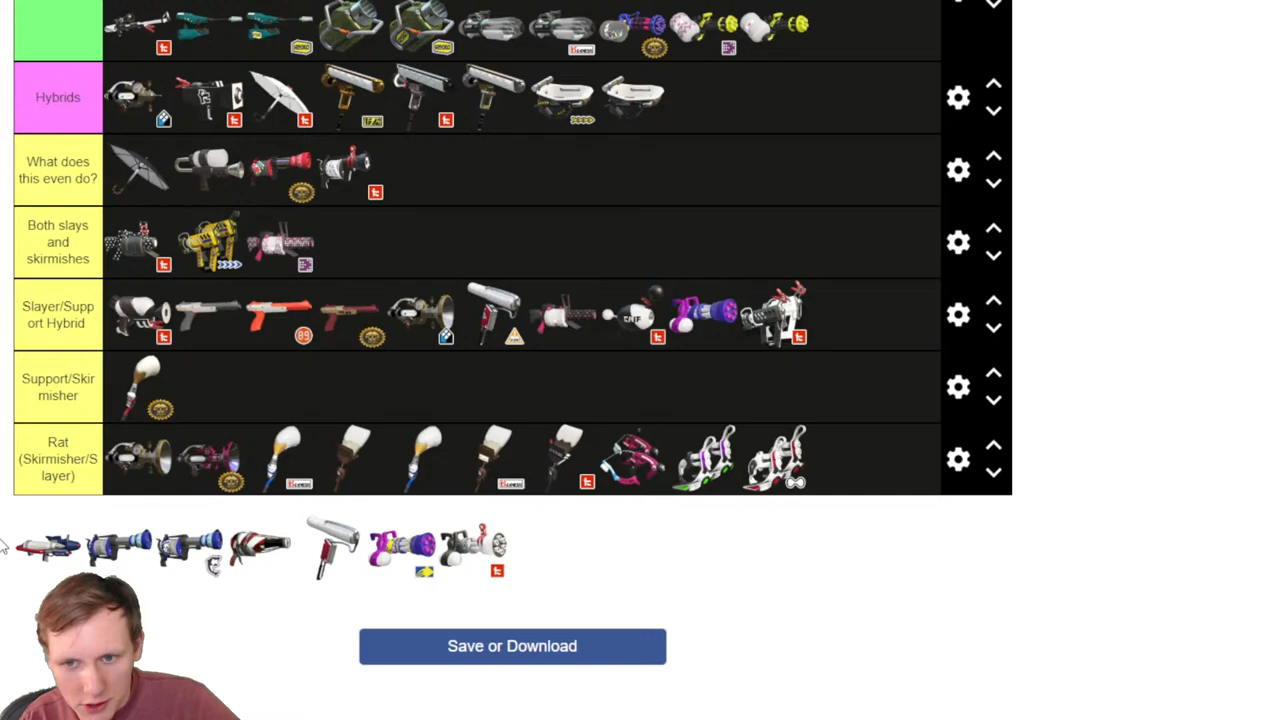 Hybrids
What does
this even do?
Both slays
and
skirmishes
Slayer/Supp
ort Hybrid
89
Support/Skir
misher
Rat
(Skirmisher/S
layer)
Save or Download